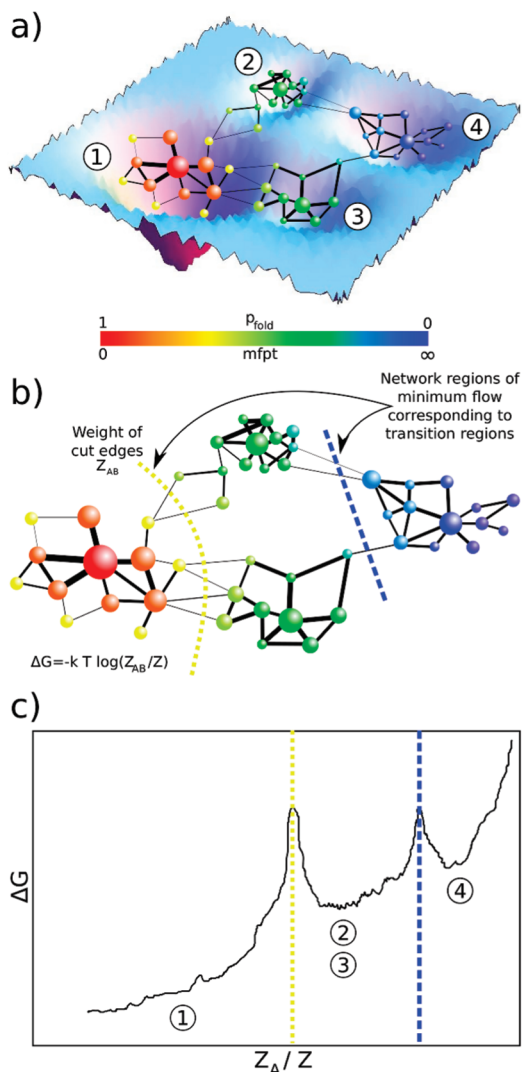 a)
2
4
1
3
1 p_fold 0
0 mfpt ∞
b)
Network regions of
minimum flow
corresponding to
transition regions
Weight of
cut edges
Z_AB
ΔG=-k T log(Z_AB/Z)
c)
ΔG
4
2
3
1
Z_A/ Z